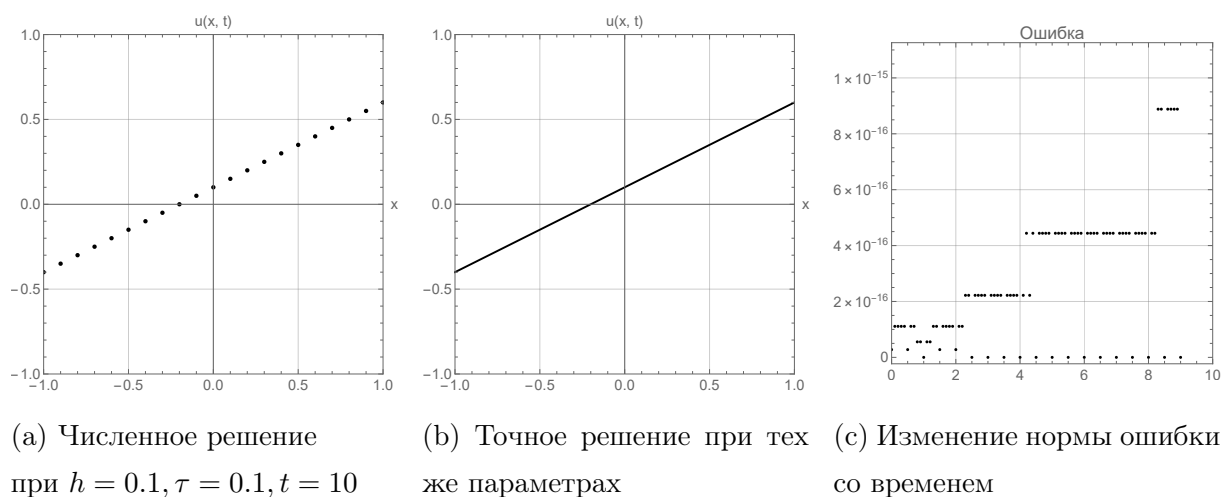 u(x, t)
1.0
0.5
0.0
−0.5
−1.0
−1.0
−0.5
0.0
0.5
1.0
x
u(x, t)
1.0
0.5
0.0
−0.5
−1.0
−1.0
−0.5
0.0
0.5
1.0
x
Ошибка
1 × 10⁻¹⁵
8 × 10⁻¹⁶
6 × 10⁻¹⁶
4 × 10⁻¹⁶
2 × 10⁻¹⁶
0
0
2
4
6
8
10
(a) Численное решение
при h = 0.1, τ = 0.1, t = 10
(b) Точное решение при тех
же параметрах
(c) Изменение нормы ошибки
со временем